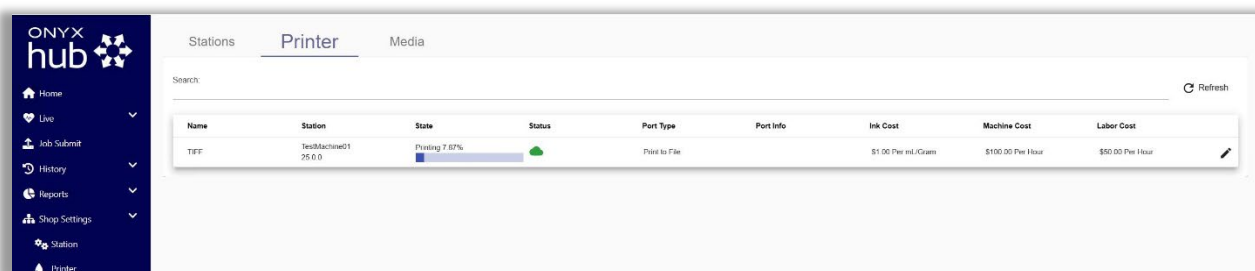 ONYX
hub
Home
Live
Job Submit
History
Reports
Shop Settings
Station
Printer
Stations Printer Media
Search:
Refresh
Name Station State Status Port Type Port Info Ink Cost Machine Cost Labor Cost
TIFF TestMachine01 Printing 7.87% Print to File $1.00 Per mL/Gram $100.00 Per Hour $50.00 Per Hour
25.0.0